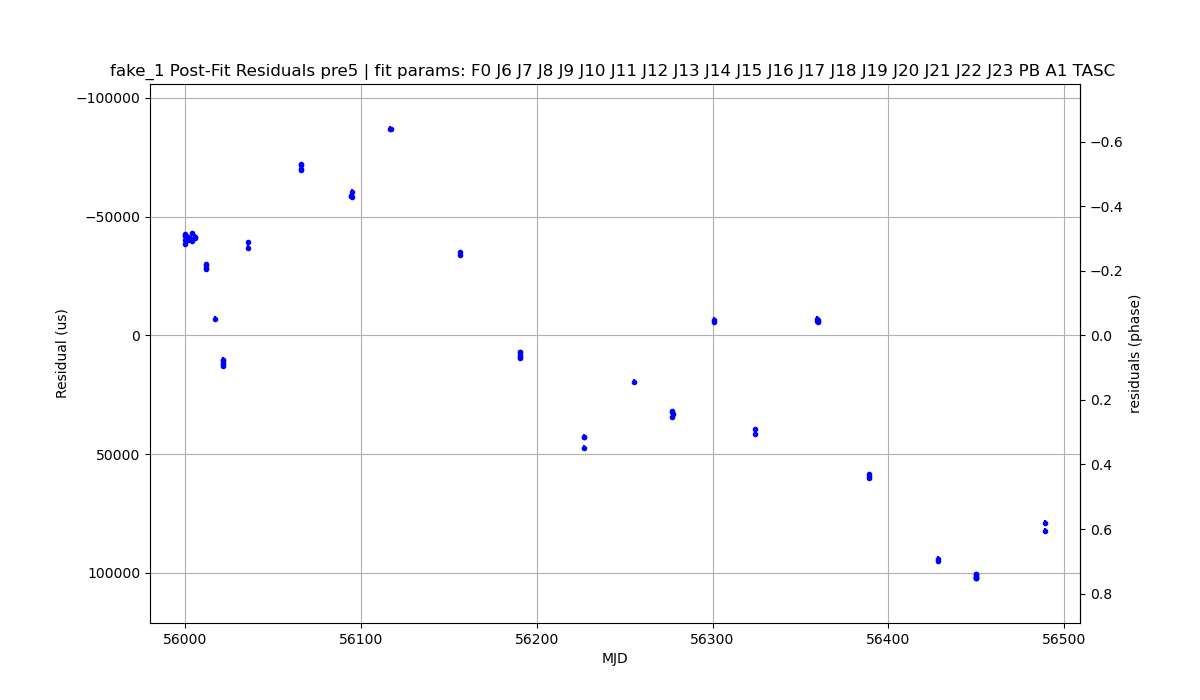 fake_1 Post-Fit Residuals pre5 | fit params: F0 J6 J7 J8 J9 J10 J11 J12 J13 J14 J15 J16 J17 J18 J19 J20 J21 J22 J23 PB A1 TASC
−100000
−50000
0
50000
100000
Residual (us)
−0.6
−0.4
−0.2
0.0
0.2
0.4
0.6
0.8
residuals (phase)
56000 56100 56200 56300 56400 56500
MJD